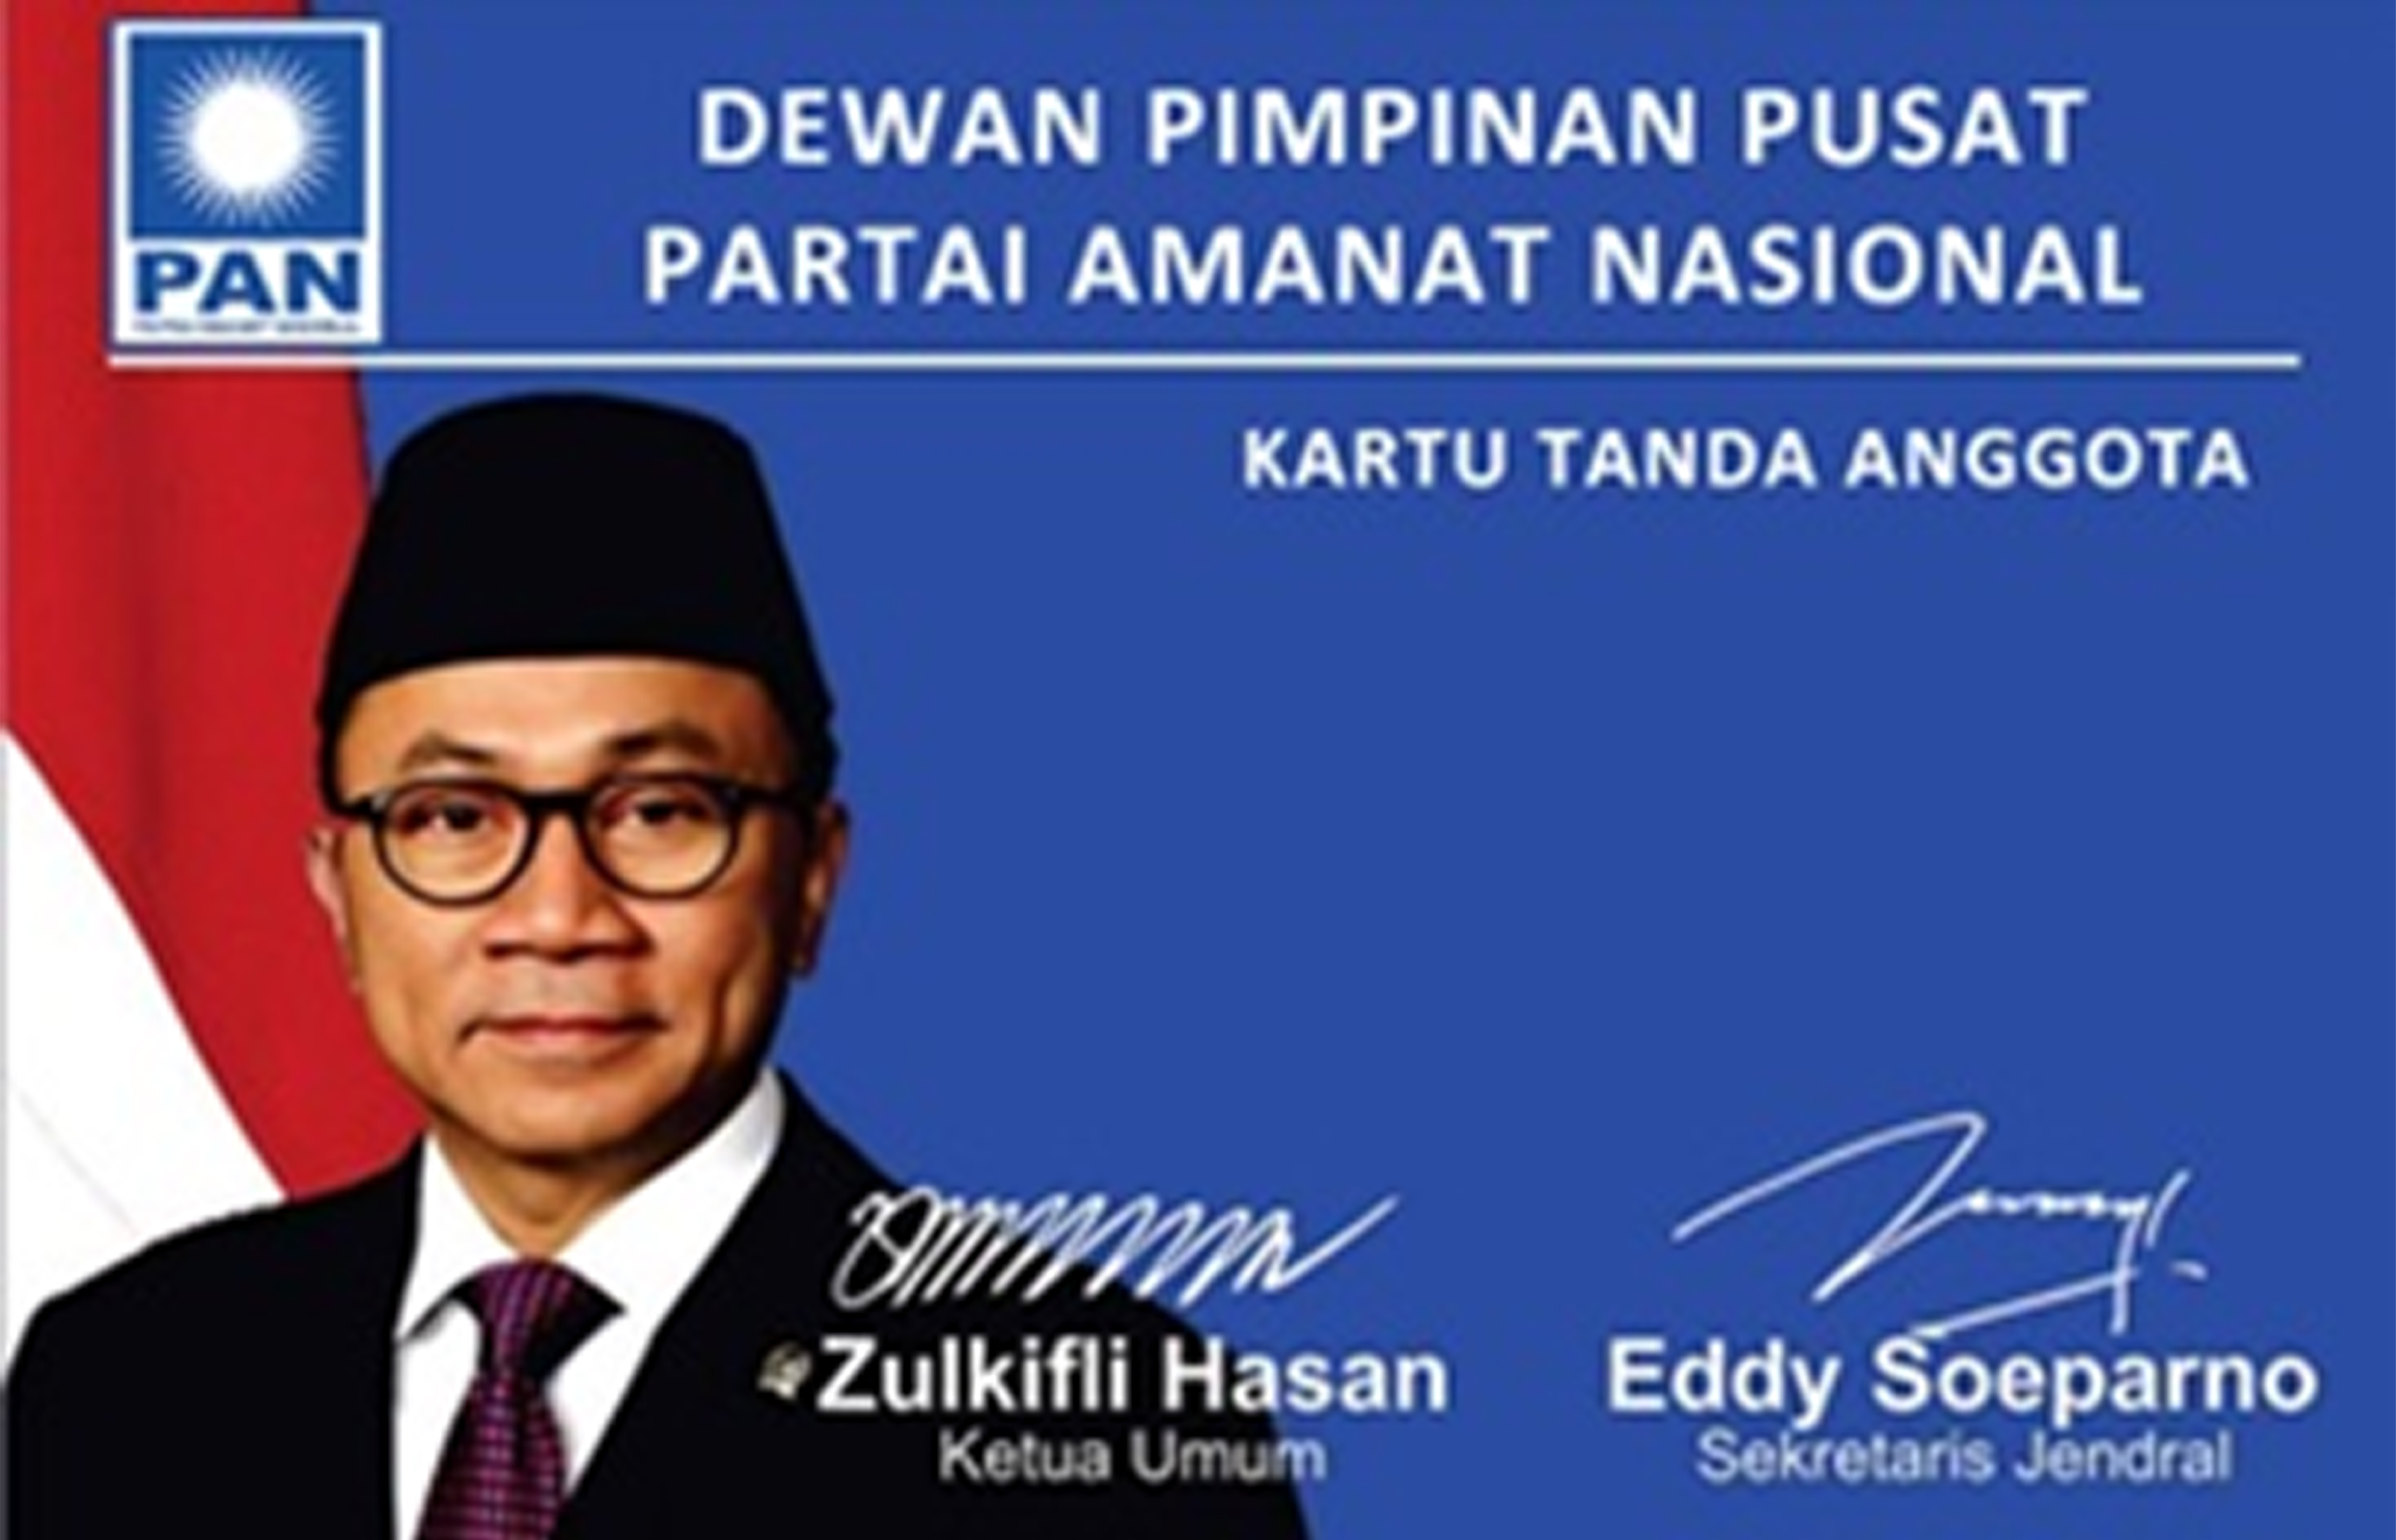 DEWAN PIMPINAN PUSAT
PARTAI AMANAT NASIONAL
PAN
KARTU TANDA ANGGOTA
Zulkifli Hasan
Ketua Umum
Eddy Soeparno
Sekretaris Jendral